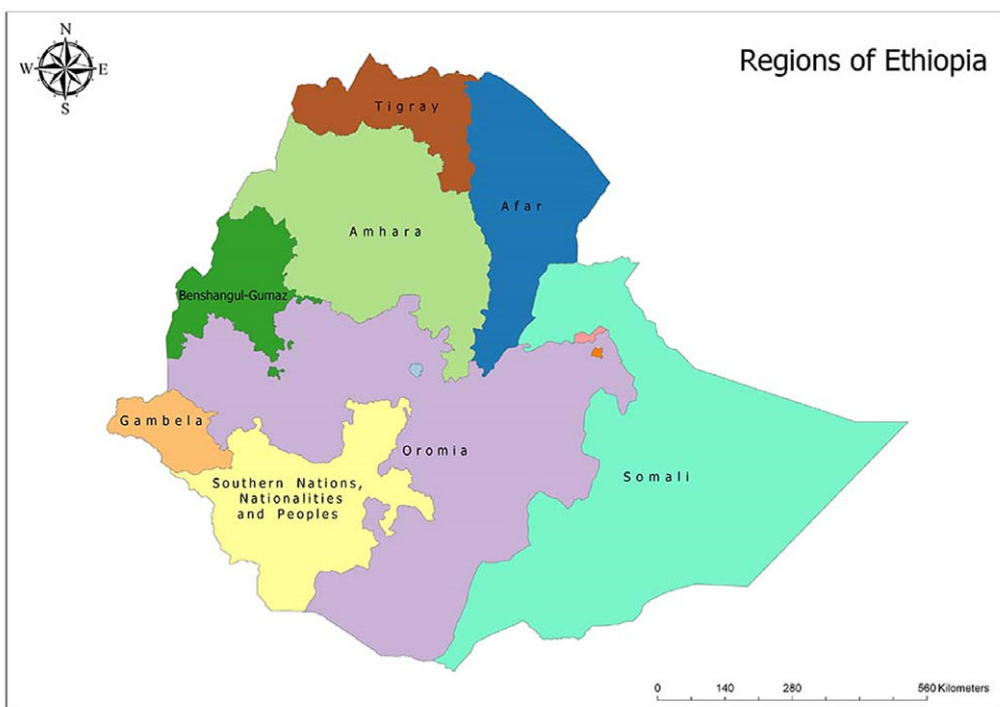 N
W E
S
Regions of Ethiopia
Tigray
Afar
Amhara
Benshangul-Gumaz
Gambela
Oromia
Somali
Southern Nations,
Nationalities
and Peoples
0 140 280 560 Kilometers